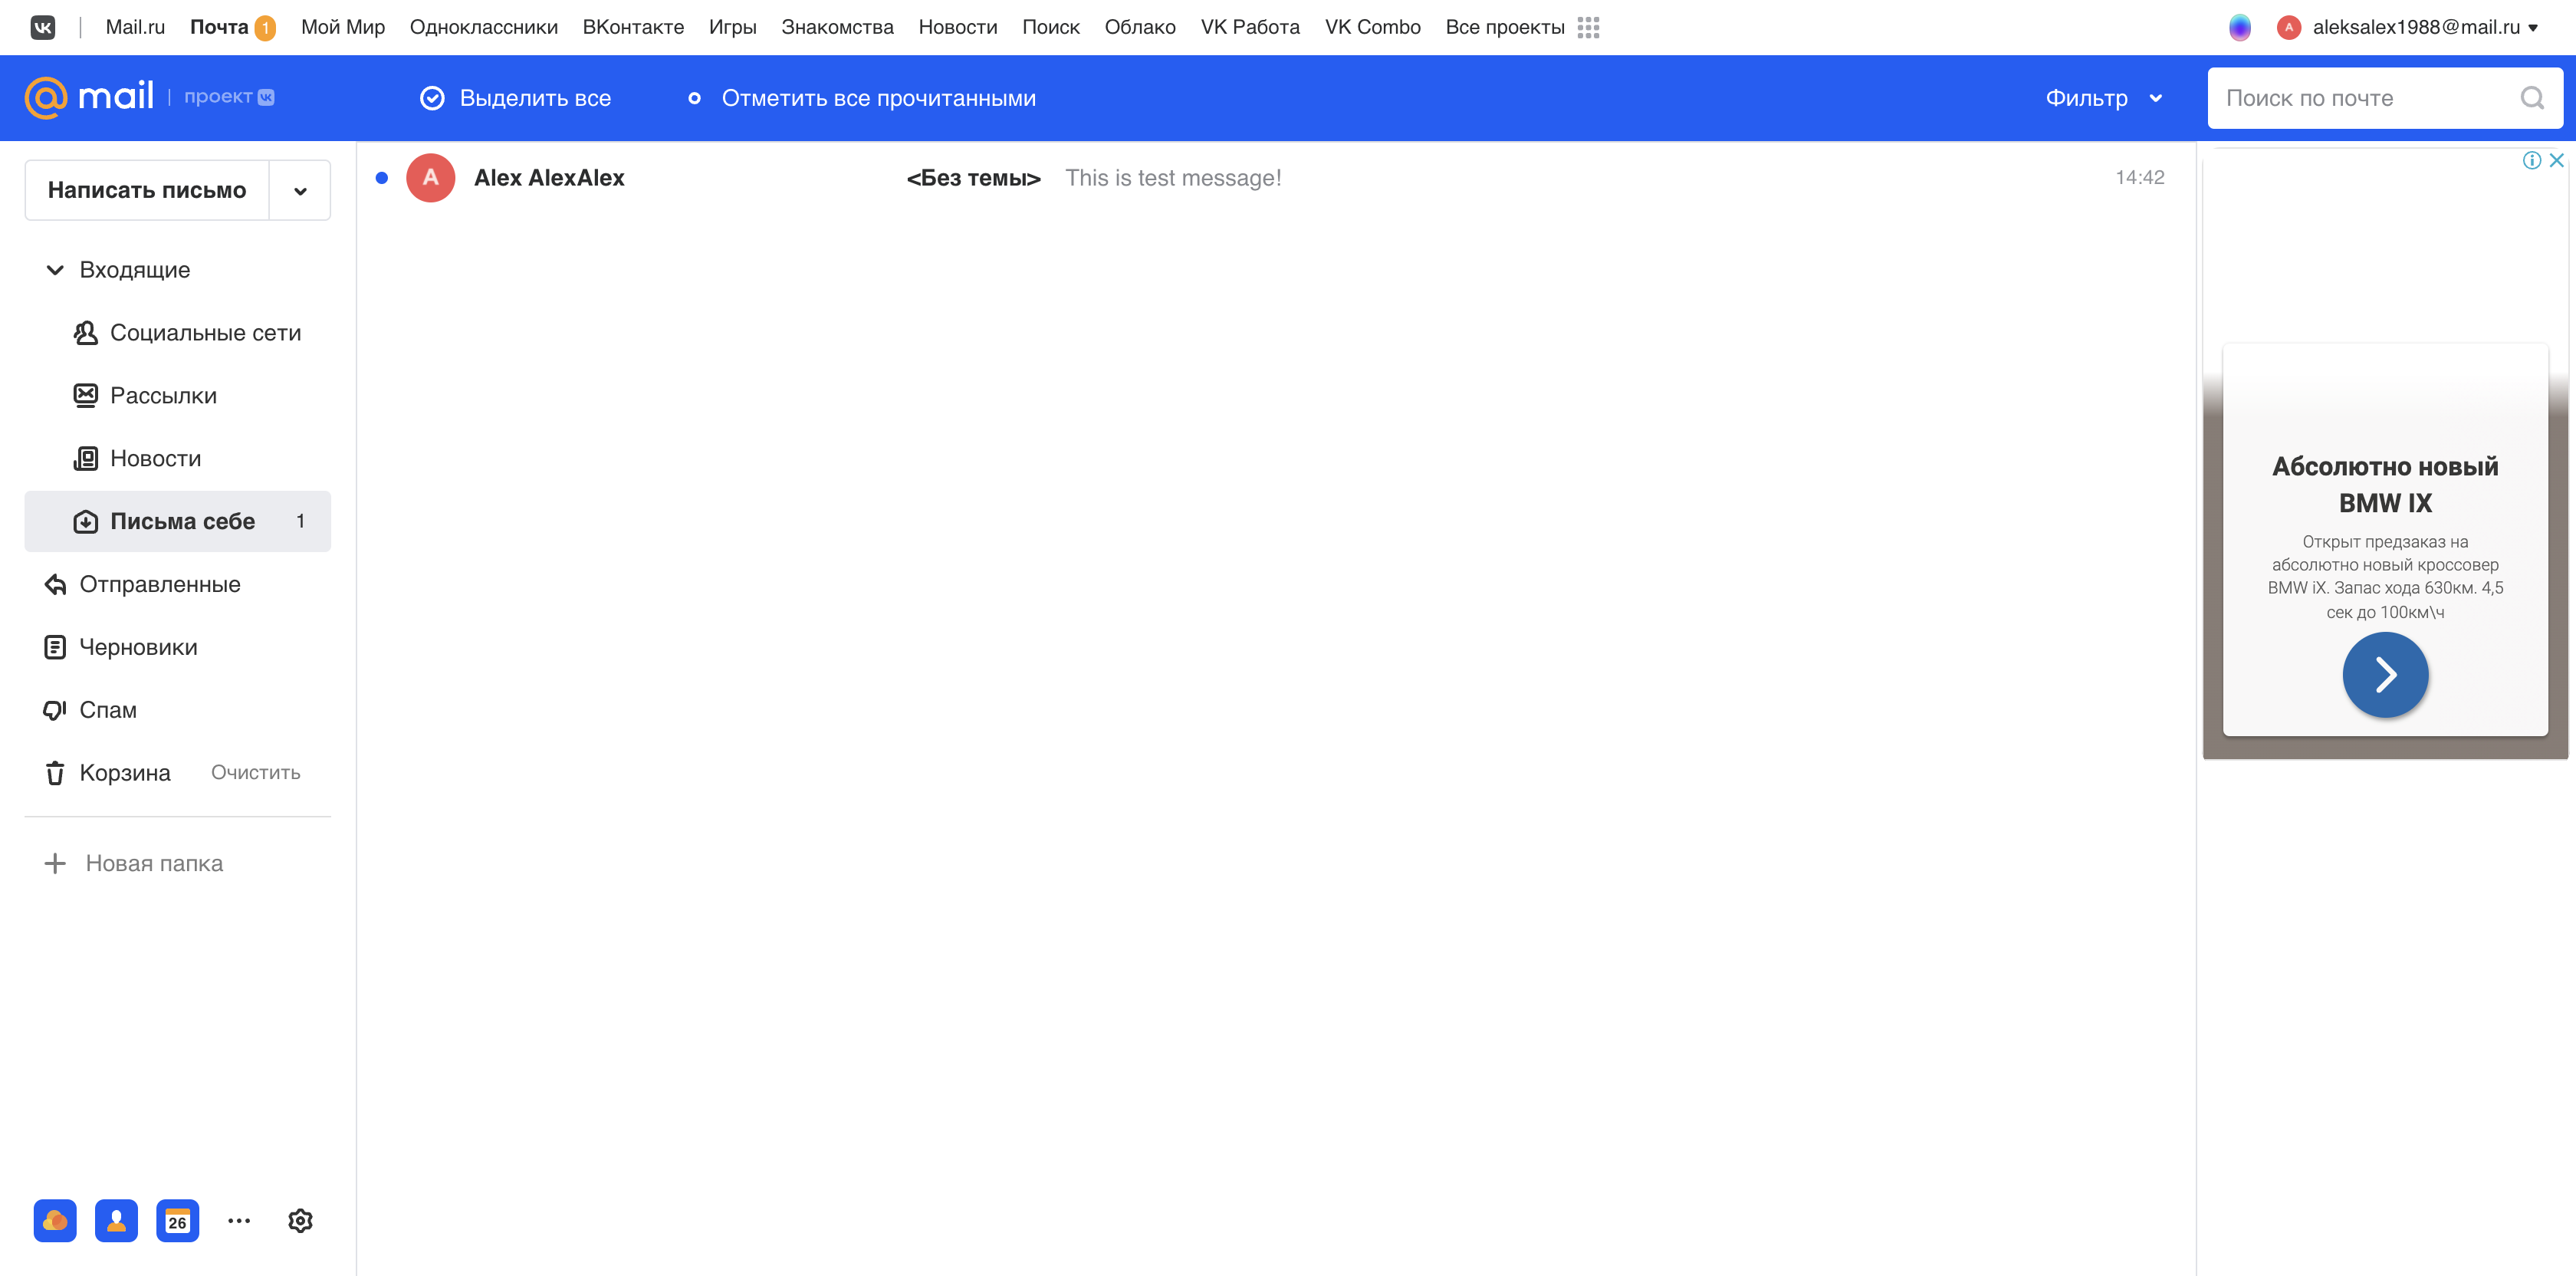 Mail.ru Почта 1 Мой Мир Одноклассники ВКонтакте Игры Знакомства Новости Поиск Облако VK Работа VK Combo Все проекты A aleksalex1988@mail.ru
@mail проект VK Выделить все Отметить все прочитанными Фильтр Поиск по почте
Написать письмо
A Alex AlexAlex <Без темы> This is test message! 14:42
Входящие
Социальные сети
Рассылки
Новости
Письма себе 1
Отправленные
Черновики
Спам
Корзина Очистить
Новая папка
26
Абсолютно новый
BMW IX
Открыт предзаказ на
абсолютно новый кроссовер
BMW iX. Запас хода 630км. 4,5
сек до 100км\ч